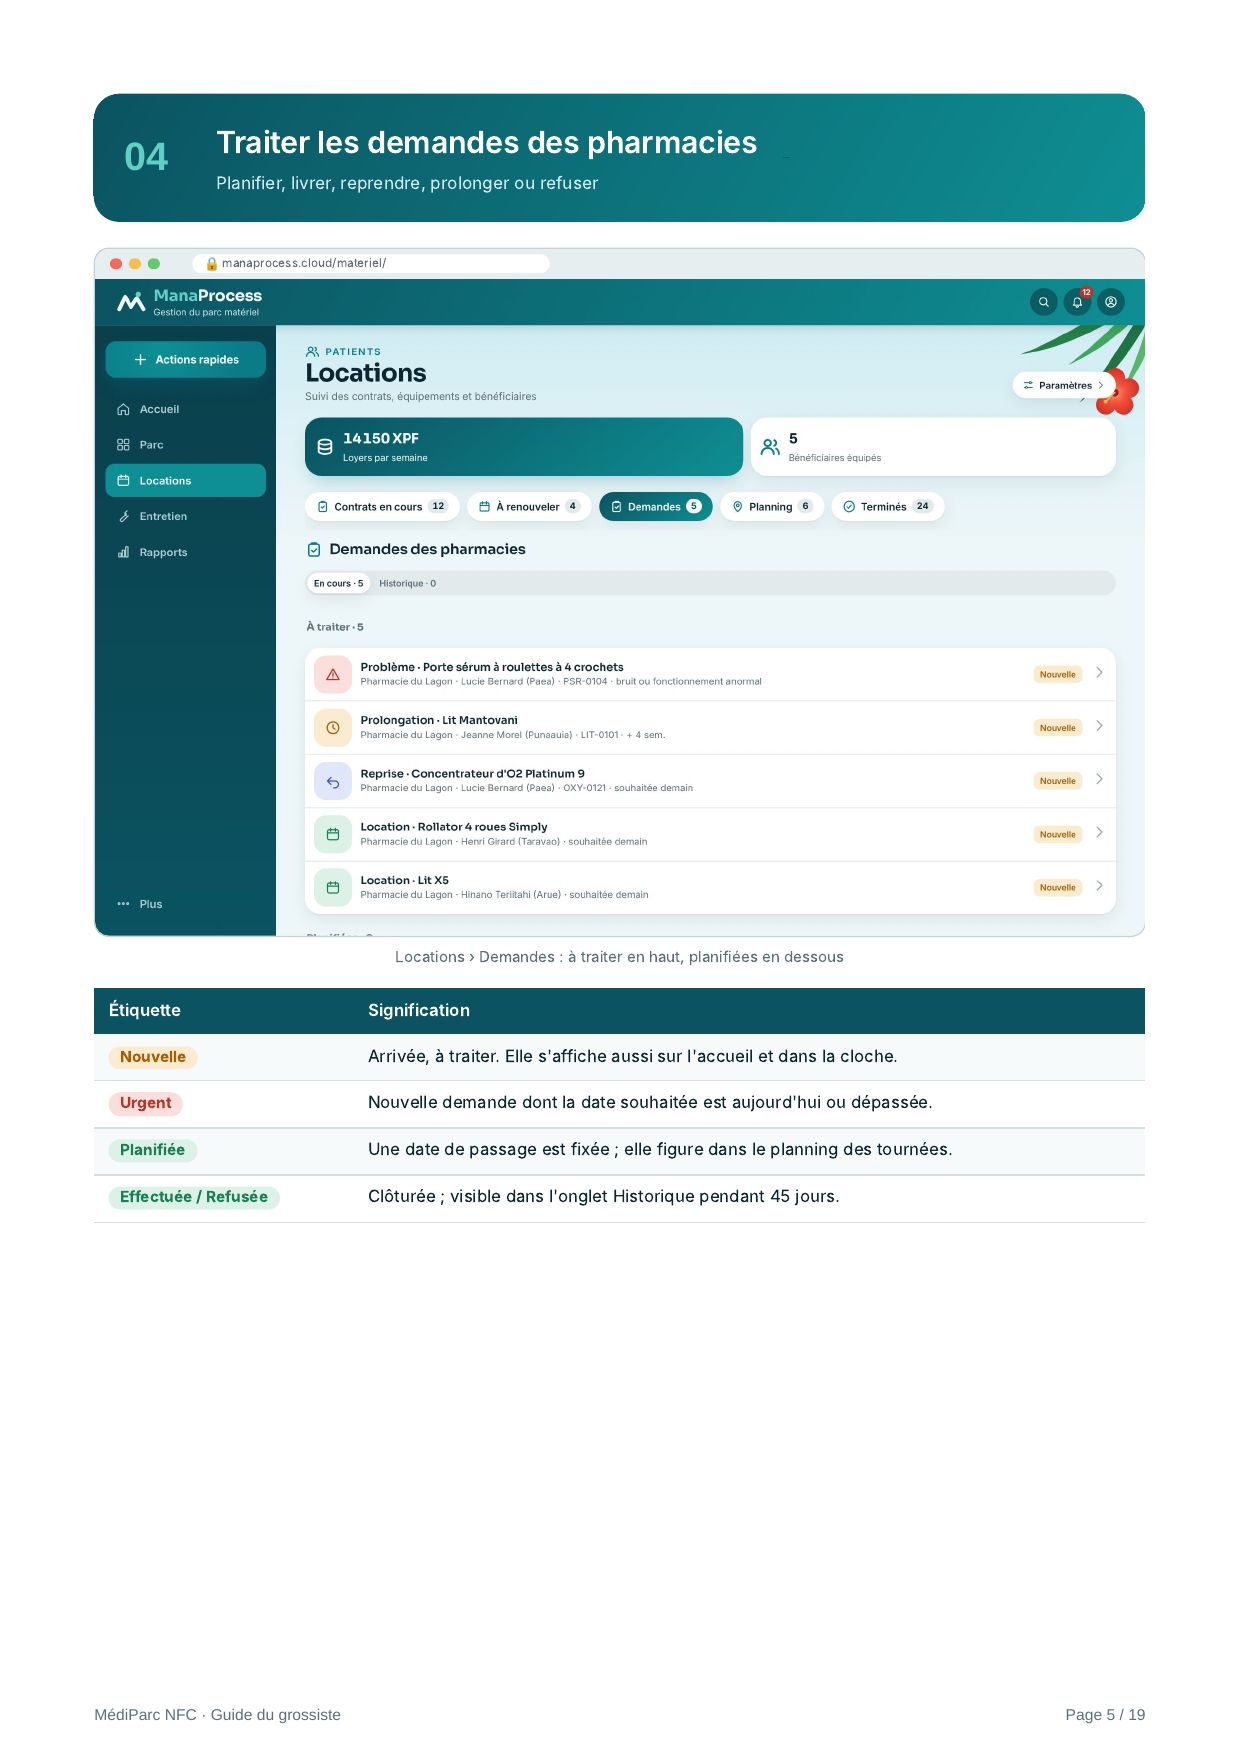 04
Traiter les demandes des pharmacies
Planifier, livrer, reprendre, prolonger ou refuser
manaprocess.cloud/materiel/
ManaProcess
Gestion du parc matériel
12
Actions rapides
Accueil
Parc
Locations
Entretien
Rapports
Plus
PATIENTS
Locations
Suivi des contrats, équipements et bénéficiaires
Paramètres
14 150 XPF
Loyers par semaine
5
Bénéficiaires équipés
Contrats en cours 12
À renouveler 4
Demandes 5
Planning 6
Terminés 24
Demandes des pharmacies
En cours · 5 Historique · 0
À traiter · 5
Problème · Porte sérum à roulettes à 4 crochets
Pharmacie du Lagon · Lucie Bernard (Paea) · PSR-0104 · bruit ou fonctionnement anormal
Nouvelle
Prolongation · Lit Mantovani
Pharmacie du Lagon · Jeanne Morel (Punaauia) · LIT-0101 · + 4 sem.
Nouvelle
Reprise · Concentrateur d'O2 Platinum 9
Pharmacie du Lagon · Lucie Bernard (Paea) · OXY-0121 · souhaitée demain
Nouvelle
Location · Rollator 4 roues Simply
Pharmacie du Lagon · Henri Girard (Taravao) · souhaitée demain
Nouvelle
Location · Lit X5
Pharmacie du Lagon · Hinano Teriitahi (Arue) · souhaitée demain
Nouvelle
Locations › Demandes : à traiter en haut, planifiées en dessous
Étiquette Signification
Nouvelle Arrivée, à traiter. Elle s'affiche aussi sur l'accueil et dans la cloche.
Urgent Nouvelle demande dont la date souhaitée est aujourd'hui ou dépassée.
Planifiée Une date de passage est fixée ; elle figure dans le planning des tournées.
Effectuée / Refusée Clôturée ; visible dans l'onglet Historique pendant 45 jours.
MédiParc NFC · Guide du grossiste
Page 5 / 19